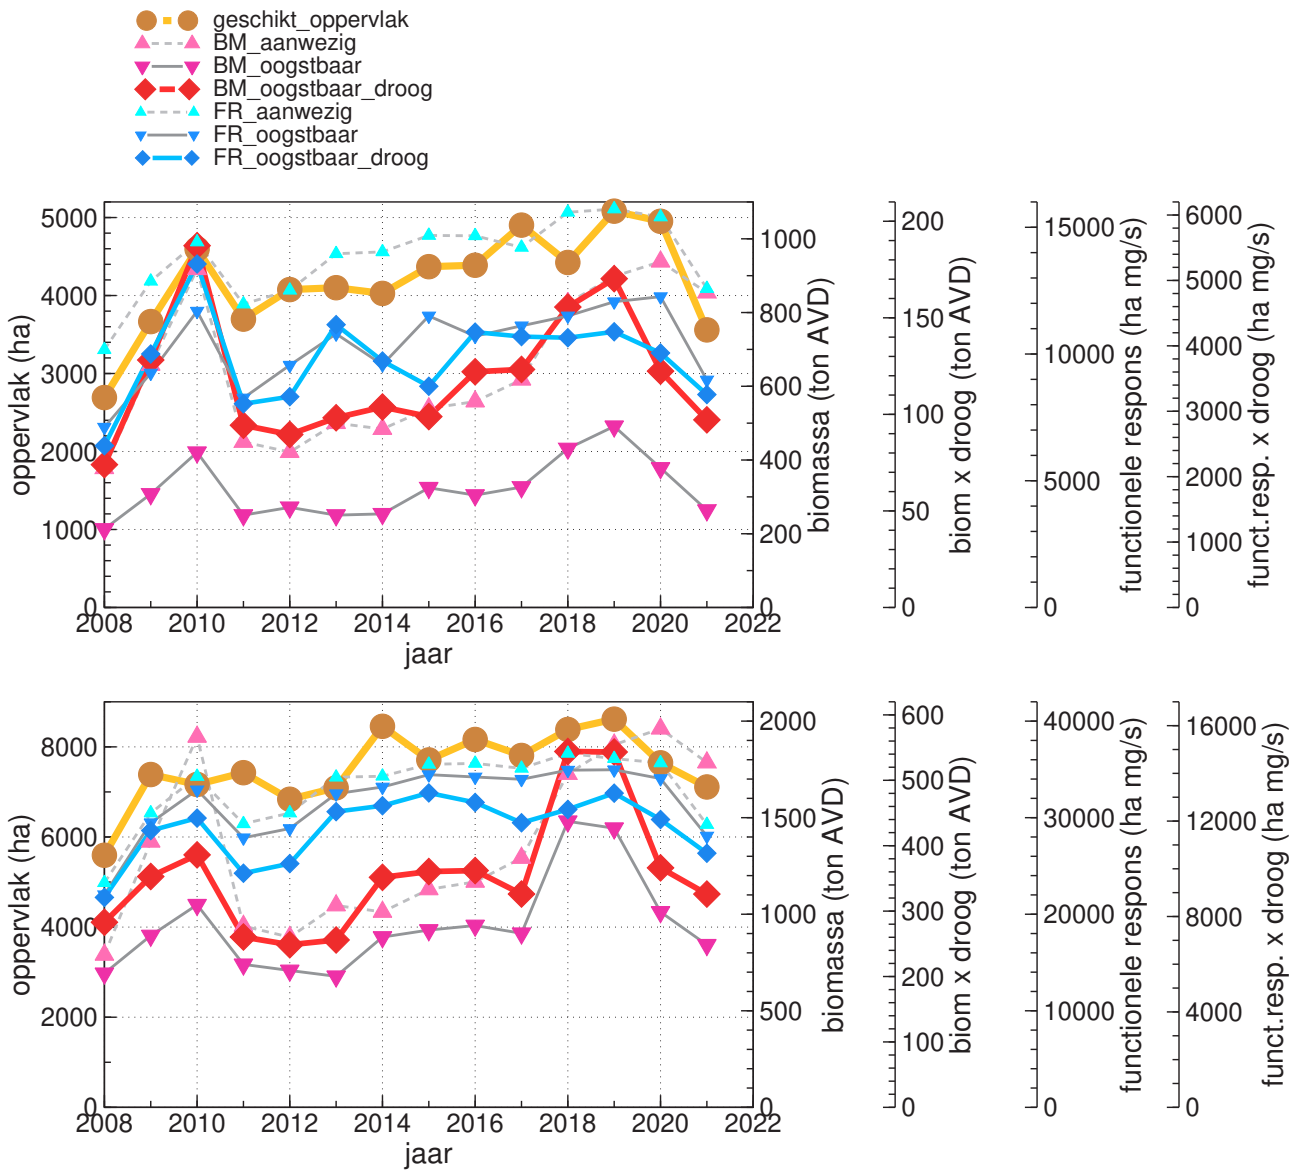 geschikt_oppervlak
BM_aanwezig
BM_oogstbaar
BM_oogstbaar_droog
FR_aanwezig
FR_oogstbaar
FR_oogstbaar_droog
oppervlak (ha)
5000
4000
3000
2000
1000
0
2008 2010 2012 2014 2016 2018 2020 2022
jaar
1000
800
600
400
200
0
biomassa (ton AVD)
200
150
100
50
0
biom x droog (ton AVD)
15000
10000
5000
0
functionele respons (ha mg/s)
6000
5000
4000
3000
2000
1000
0
funct.resp. x droog (ha mg/s)
oppervlak (ha)
8000
6000
4000
2000
0
2008 2010 2012 2014 2016 2018 2020 2022
jaar
2000
1500
1000
500
0
biomassa (ton AVD)
600
500
400
300
200
100
0
biom x droog (ton AVD)
40000
30000
20000
10000
0
functionele respons (ha mg/s)
16000
12000
8000
4000
0
funct.resp. x droog (ha mg/s)